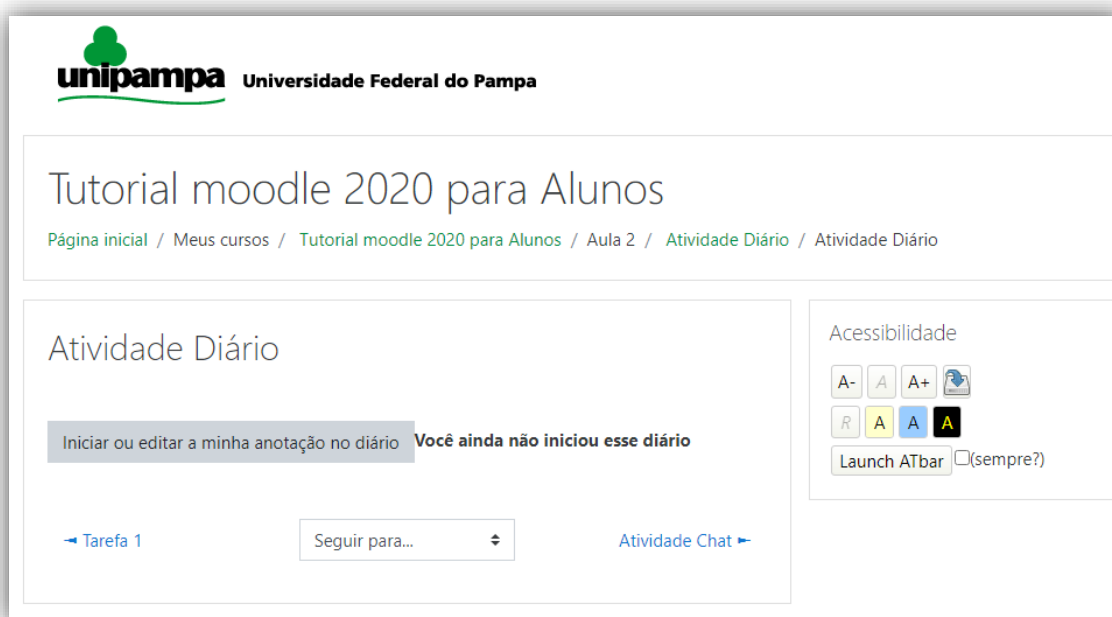 unipampa Universidade Federal do Pampa
Tutorial moodle 2020 para Alunos
Página inicial / Meus cursos / Tutorial moodle 2020 para Alunos / Aula 2 / Atividade Diário / Atividade Diário
Atividade Diário
Iniciar ou editar a minha anotação no diário Você ainda não iniciou esse diário
◄ Tarefa 1
Seguir para...
Atividade Chat ►
Acessibilidade
A- A A+
R A A A
Launch ATbar (sempre?)